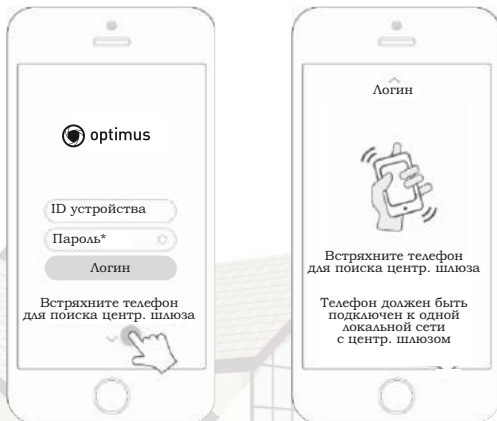 optimus
ID устройства
Пароль*
Логин
Встряхните телефон
для поиска центр. шлюза
Логин
Встряхните телефон
для поиска центр. шлюза
Телефон должен быть
подключен к одной
локальной сети
с центр. шлюзом